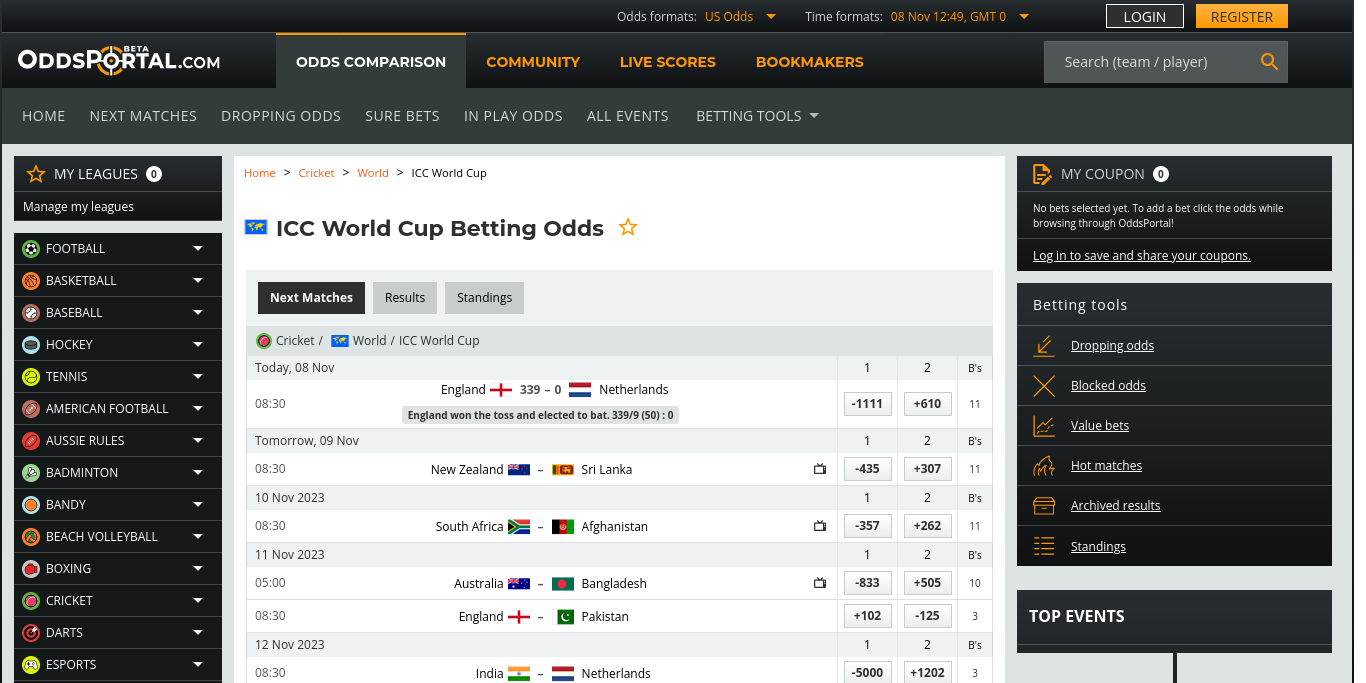 Odds formats: US Odds Time formats: 08 Nov 12:49, GMT 0 LOGIN REGISTER
ODDSPORTAL.COM BETA
ODDS COMPARISON COMMUNITY LIVE SCORES BOOKMAKERS Search (team / player)
HOME NEXT MATCHES DROPPING ODDS SURE BETS IN PLAY ODDS ALL EVENTS BETTING TOOLS
MY LEAGUES 0
Manage my leagues
FOOTBALL
BASKETBALL
BASEBALL
HOCKEY
TENNIS
AMERICAN FOOTBALL
AUSSIE RULES
BADMINTON
BANDY
BEACH VOLLEYBALL
BOXING
CRICKET
DARTS
ESPORTS
Home > Cricket > World > ICC World Cup
ICC World Cup Betting Odds
Next Matches Results Standings
Cricket / World / ICC World Cup
Today, 08 Nov 1 2 B's
08:30 England 339 – 0 Netherlands -1111 +610 11
England won the toss and elected to bat. 339/9 (50) : 0
Tomorrow, 09 Nov 1 2 B's
08:30 New Zealand – Sri Lanka -435 +307 11
10 Nov 2023 1 2 B's
08:30 South Africa – Afghanistan -357 +262 11
11 Nov 2023 1 2 B's
05:00 Australia – Bangladesh -833 +505 10
08:30 England – Pakistan +102 -125 3
12 Nov 2023 1 2 B's
08:30 India – Netherlands -5000 +1202 3
MY COUPON 0
No bets selected yet. To add a bet click the odds while
browsing through OddsPortal!
Log in to save and share your coupons.
Betting tools
Dropping odds
Blocked odds
Value bets
Hot matches
Archived results
Standings
TOP EVENTS